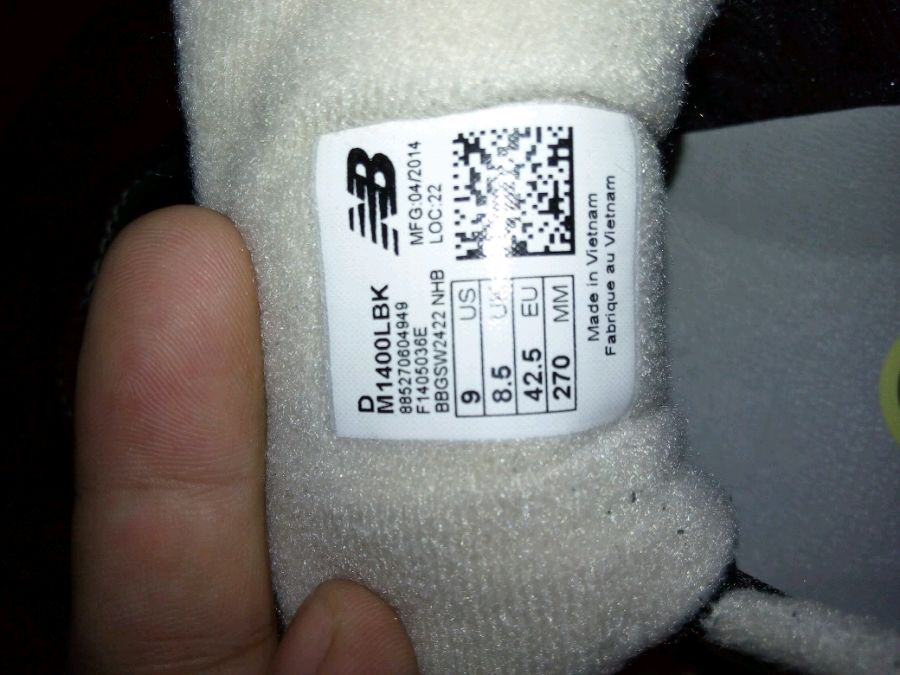 NB
MFG:04/2014
LOC:22
D
M1400LBK
885270604949
F1405036E
BBGSW2422 NHB
9 US
8.5 UK
42.5 EU
270 MM
Made in Vietnam
Fabrique au Vietnam